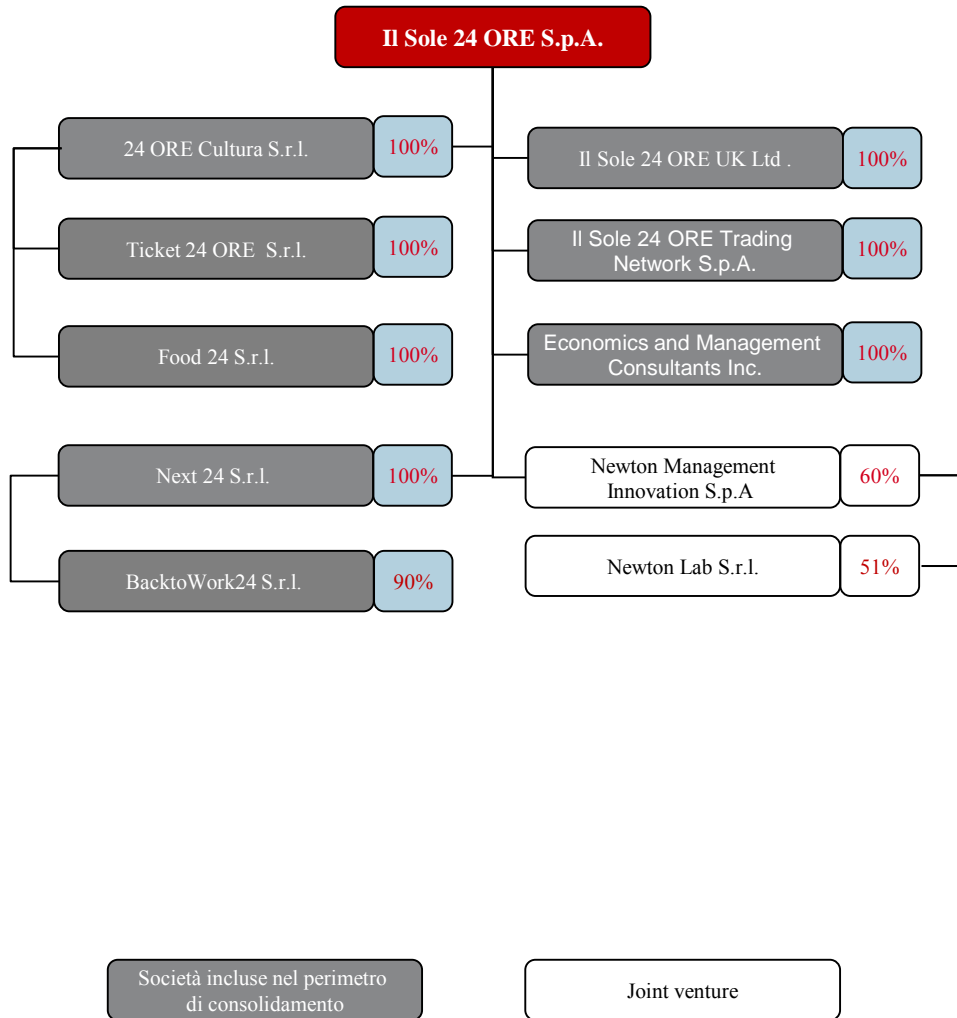 Il Sole 24 ORE S.p.A.
24 ORE Cultura S.r.l.
100%
Ticket 24 ORE S.r.l.
100%
Food 24 S.r.l.
100%
Next 24 S.r.l.
100%
BacktoWork24 S.r.l.
90%
Il Sole 24 ORE UK Ltd .
100%
Il Sole 24 ORE Trading
Network S.p.A.
100%
Economics and Management
Consultants Inc.
100%
Newton Management
Innovation S.p.A
60%
Newton Lab S.r.l.
51%
Società incluse nel perimetro
di consolidamento
Joint venture